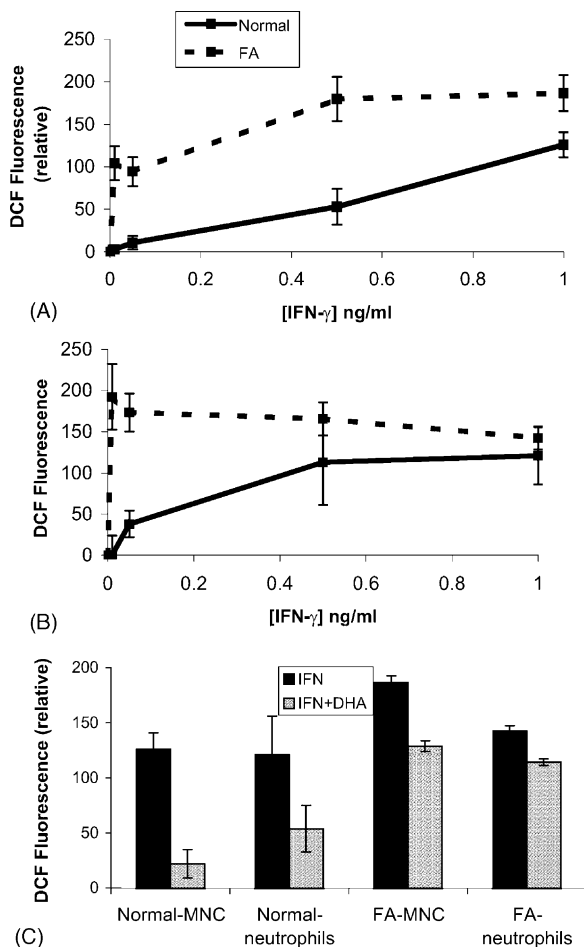 Normal
FA
250
200
150
100
50
0
DCF Fluorescence
(relative)
0 0.2 0.4 0.6 0.8 1
[IFN-γ] ng/ml
(A)
250
200
150
100
50
0
DCF Fluorescence
0 0.2 0.4 0.6 0.8 1
[IFN-γ] ng/ml
(B)
200
150
100
50
0
DCF Fluorescence (relative)
IFN
IFN+DHA
Normal-MNC Normal-neutrophils FA-MNC FA-neutrophils
(C)